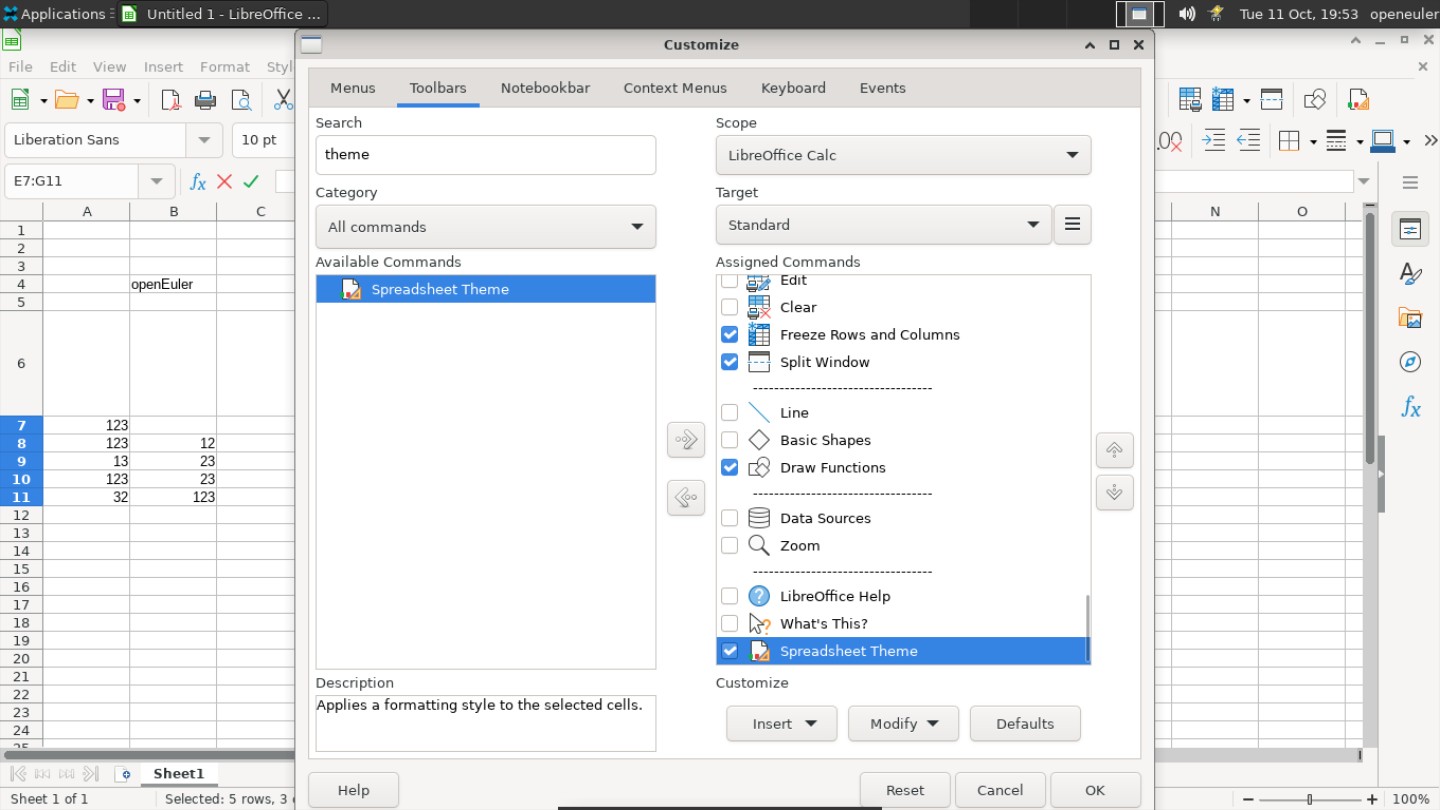 Applications
Untitled 1 - LibreOffice ...
Tue 11 Oct, 19:53
openeuler
Customize
File
Edit
View
Insert
Format
Styl
Menus
Toolbars
Notebookbar
Context Menus
Keyboard
Events
Search
Scope
theme
LibreOffice Calc
Liberation Sans
10 pt
E7:G11
Category
Target
All commands
Standard
A
B
C
N
O
Available Commands
Assigned Commands
Spreadsheet Theme
Edit
Clear
Freeze Rows and Columns
Split Window
--------------------------------
Line
Basic Shapes
Draw Functions
--------------------------------
Data Sources
Zoom
--------------------------------
LibreOffice Help
What's This?
Spreadsheet Theme
1
2
3
4 openEuler
5
6
7 123
8 123 12
9 13 23
10 123 23
11 32 123
12
13
14
15
16
17
18
19
20
21
22
23
24
25
Description
Applies a formatting style to the selected cells.
Customize
Insert
Modify
Defaults
Help
Reset
Cancel
OK
Sheet1
Sheet 1 of 1
Selected: 5 rows, 3
100%